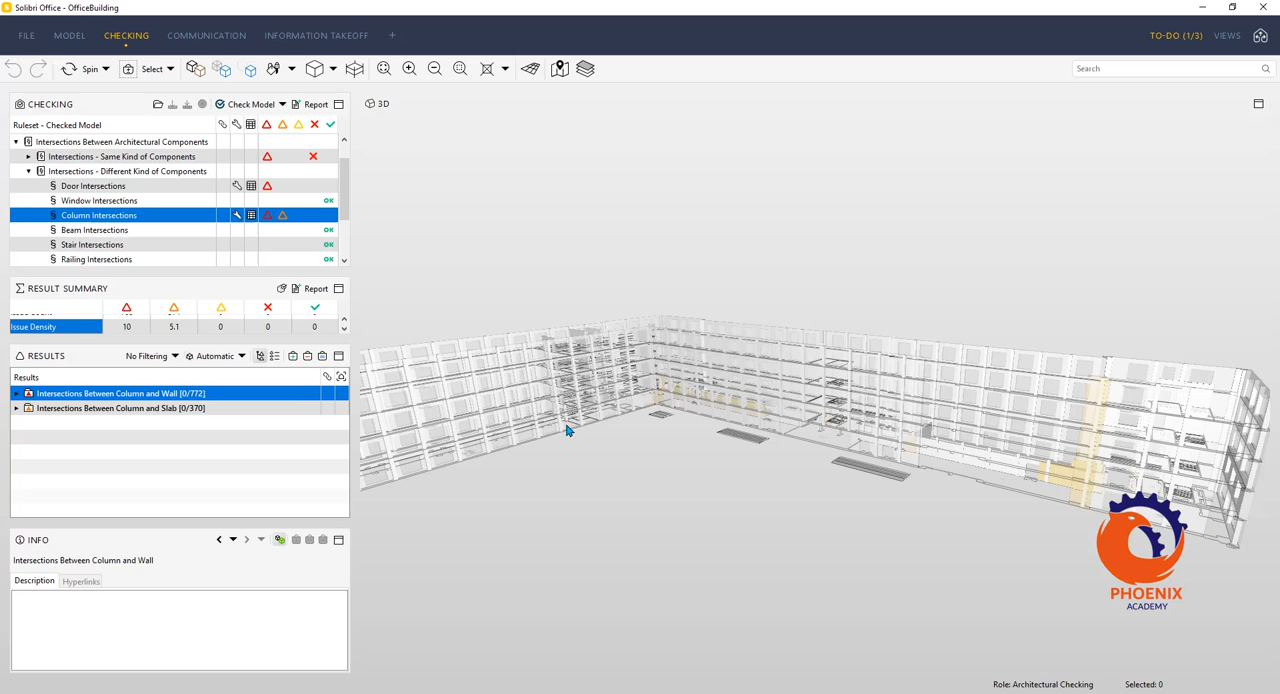 Solibri Office - OfficeBuilding
FILE MODEL CHECKING COMMUNICATION INFORMATION TAKEOFF + TO-DO (1/3) VIEWS
Spin Select Search
CHECKING Check Model Report 3D
Ruleset - Checked Model
Intersections Between Architectural Components
§ Intersections - Same Kind of Components
§ Intersections - Different Kind of Components
§ Door Intersections
§ Window Intersections OK
§ Column Intersections
§ Beam Intersections OK
§ Stair Intersections OK
§ Railing Intersections OK
RESULT SUMMARY Report
Issue Density 10 5.1 0 0 0
RESULTS No Filtering Automatic
Results
Intersections Between Column and Wall [0/772]
Intersections Between Column and Slab [0/370]
INFO
Intersections Between Column and Wall
Description Hyperlinks
PHOENIX
ACADEMY
Role: Architectural Checking Selected: 0